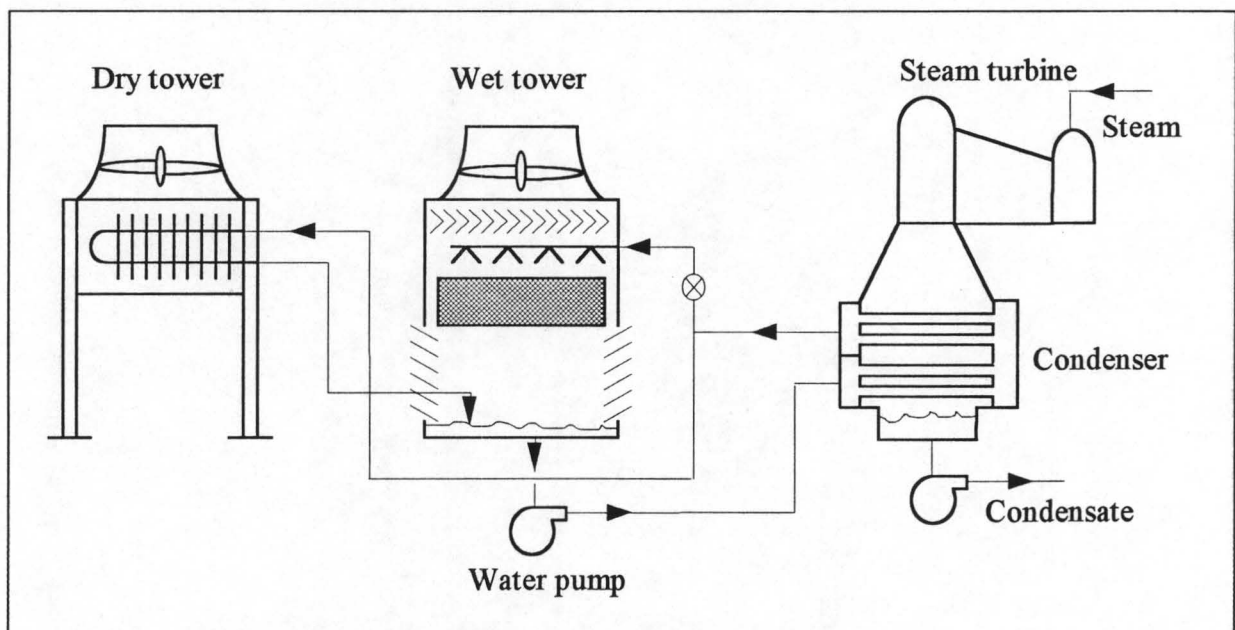 Dry tower
Wet tower
Steam turbine
Steam
Condenser
Condensate
Water pump